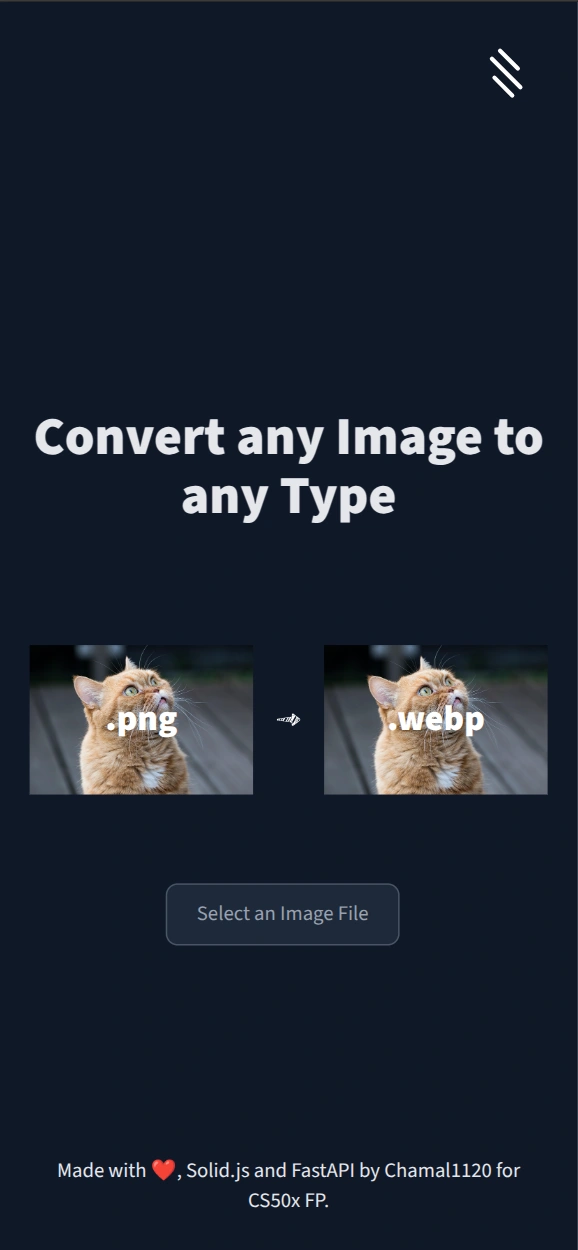 Convert any Image to
any Type
.png
.webp
Select an Image File
Made with ❤️, Solid.js and FastAPI by Chamal1120 for
CS50x FP.